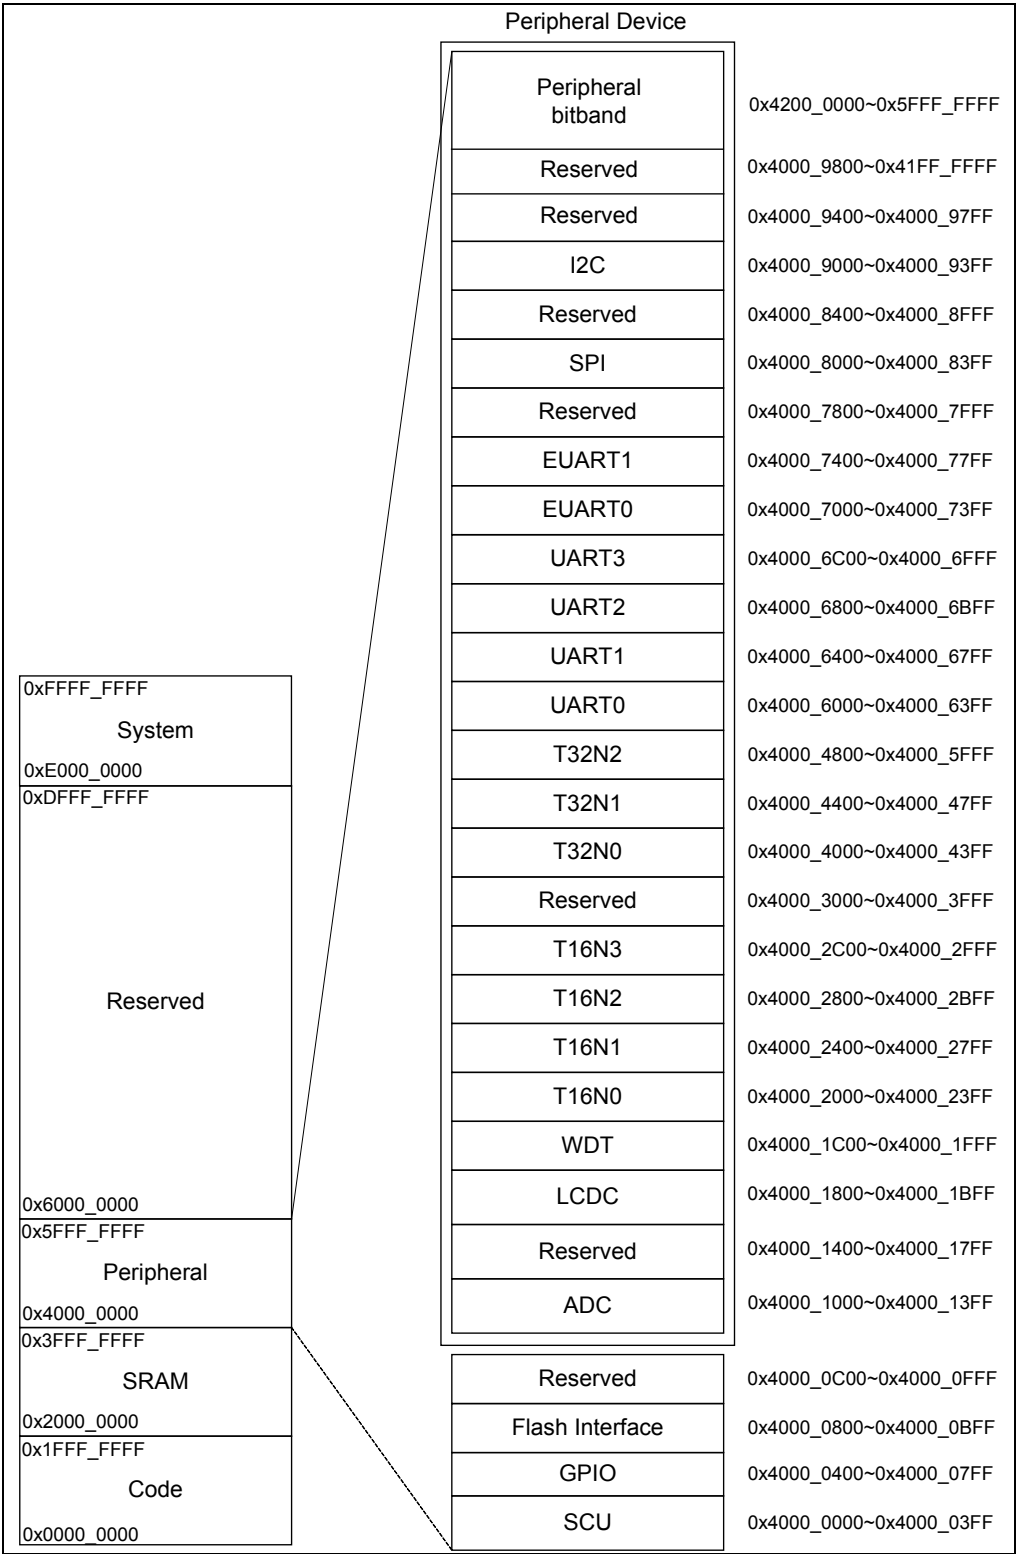 Peripheral Device
Peripheral
bitband
0x4200_0000~0x5FFF_FFFF
Reserved
0x4000_9800~0x41FF_FFFF
Reserved
0x4000_9400~0x4000_97FF
I2C
0x4000_9000~0x4000_93FF
Reserved
0x4000_8400~0x4000_8FFF
SPI
0x4000_8000~0x4000_83FF
Reserved
0x4000_7800~0x4000_7FFF
EUART1
0x4000_7400~0x4000_77FF
EUART0
0x4000_7000~0x4000_73FF
UART3
0x4000_6C00~0x4000_6FFF
UART2
0x4000_6800~0x4000_6BFF
UART1
0x4000_6400~0x4000_67FF
UART0
0x4000_6000~0x4000_63FF
T32N2
0x4000_4800~0x4000_5FFF
T32N1
0x4000_4400~0x4000_47FF
T32N0
0x4000_4000~0x4000_43FF
Reserved
0x4000_3000~0x4000_3FFF
T16N3
0x4000_2C00~0x4000_2FFF
T16N2
0x4000_2800~0x4000_2BFF
T16N1
0x4000_2400~0x4000_27FF
T16N0
0x4000_2000~0x4000_23FF
WDT
0x4000_1C00~0x4000_1FFF
LCDC
0x4000_1800~0x4000_1BFF
Reserved
0x4000_1400~0x4000_17FF
ADC
0x4000_1000~0x4000_13FF
Reserved
0x4000_0C00~0x4000_0FFF
Flash Interface
0x4000_0800~0x4000_0BFF
GPIO
0x4000_0400~0x4000_07FF
SCU
0x4000_0000~0x4000_03FF
0xFFFF_FFFF
System
0xE000_0000
0xDFFF_FFFF
Reserved
0x6000_0000
0x5FFF_FFFF
Peripheral
0x4000_0000
0x3FFF_FFFF
SRAM
0x2000_0000
0x1FFF_FFFF
Code
0x0000_0000